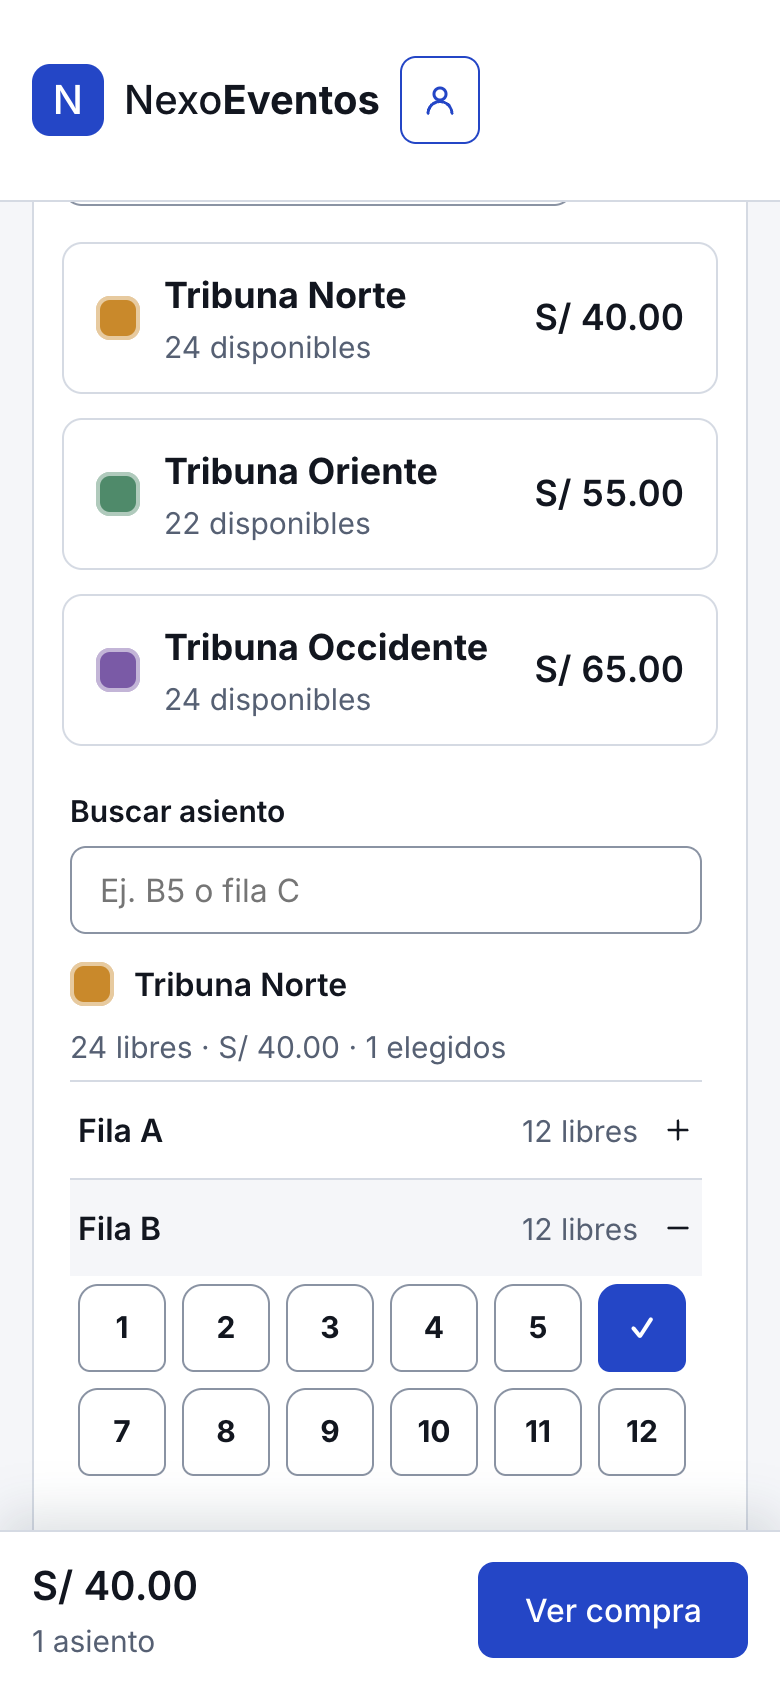 N NexoEventos
Tribuna Norte
24 disponibles
S/ 40.00
Tribuna Oriente
22 disponibles
S/ 55.00
Tribuna Occidente
24 disponibles
S/ 65.00
Buscar asiento
Ej. B5 o fila C
Tribuna Norte
24 libres · S/ 40.00 · 1 elegidos
Fila A 12 libres +
Fila B 12 libres −
1 2 3 4 5 ✓
7 8 9 10 11 12
S/ 40.00
1 asiento
Ver compra